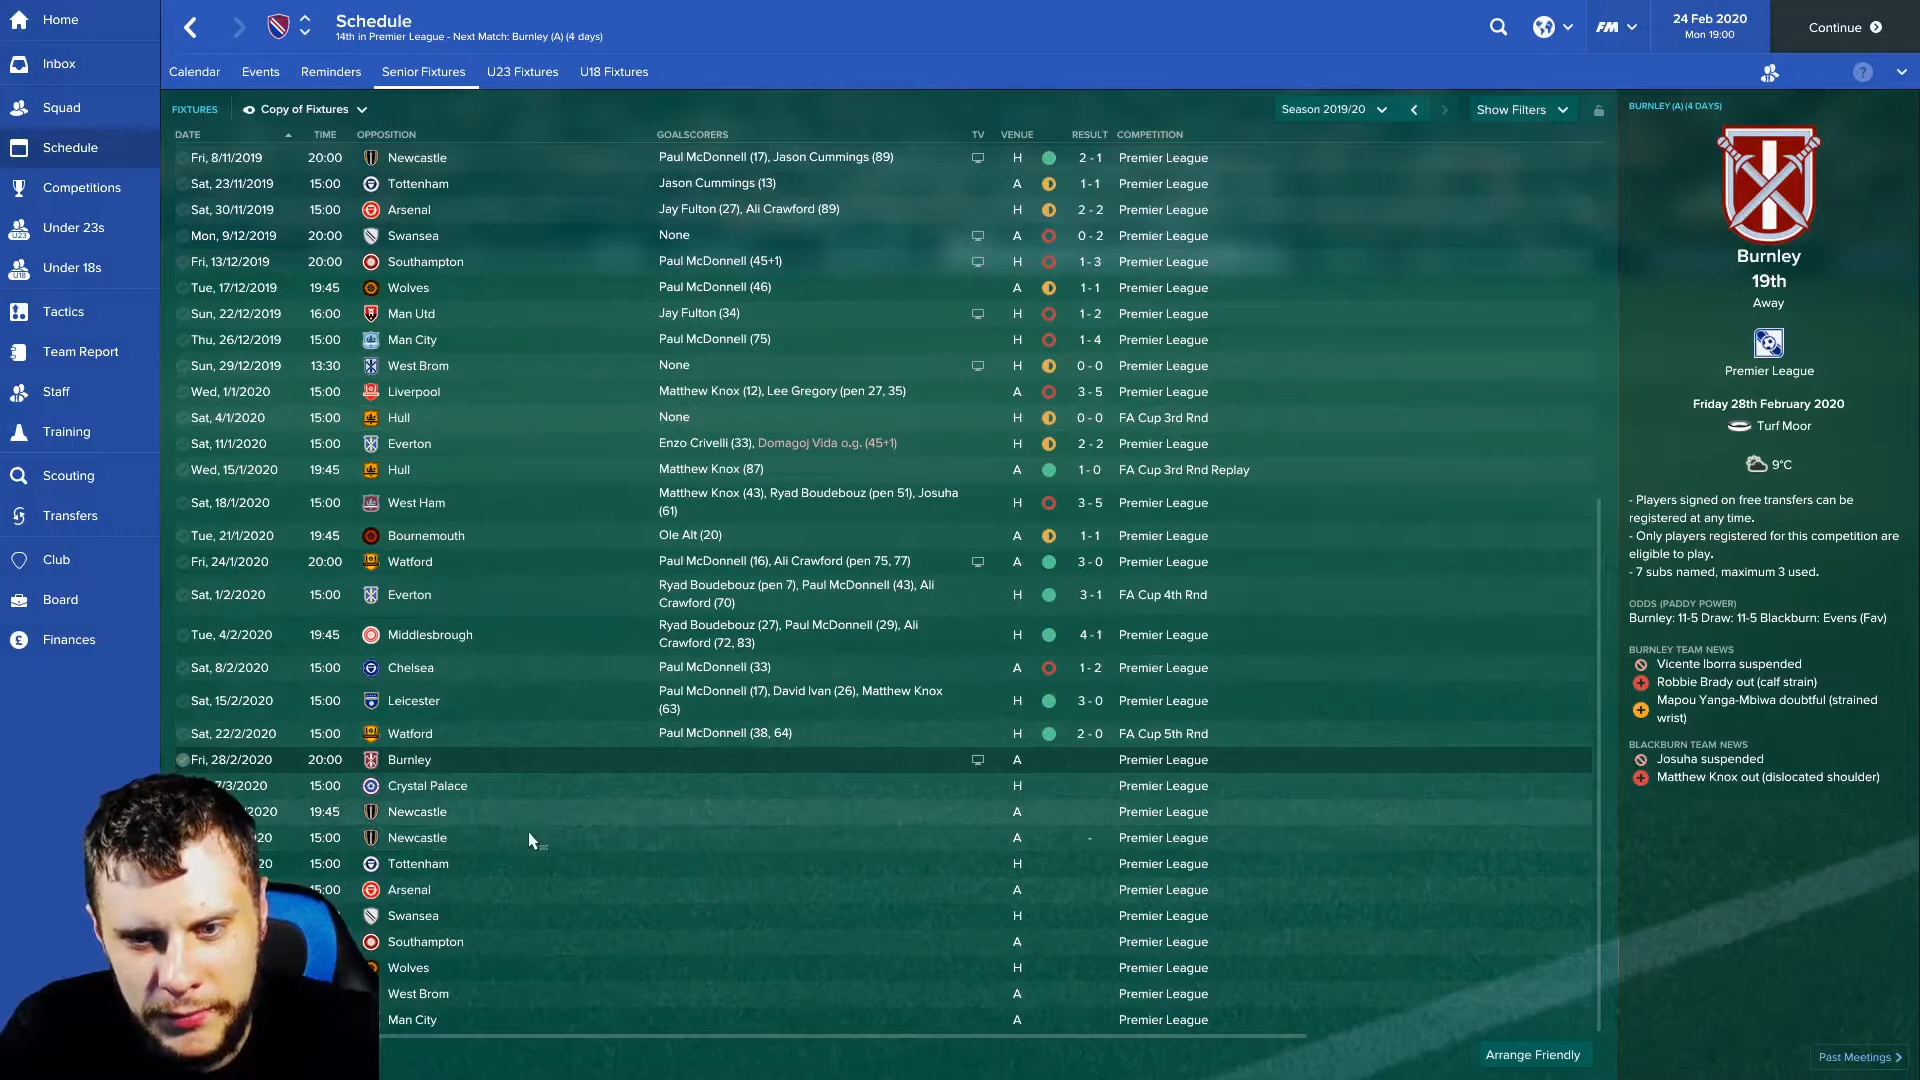 Home
Inbox
Squad
Schedule
Competitions
Under 23s
Under 18s
Tactics
Team Report
Staff
Training
Scouting
Transfers
Club
Board
Finances
Schedule
14th in Premier League - Next Match: Burnley (A) (4 days)
FM
24 Feb 2020
Mon 19:00
Continue
Calendar Events Reminders Senior Fixtures U23 Fixtures U18 Fixtures
FIXTURES Copy of Fixtures Season 2019/20 Show Filters
DATE TIME OPPOSITION GOALSCORERS TV VENUE RESULT COMPETITION
Fri, 8/11/2019 20:00 Newcastle Paul McDonnell (17), Jason Cummings (89) H 2 - 1 Premier League
Sat, 23/11/2019 15:00 Tottenham Jason Cummings (13) A 1 - 1 Premier League
Sat, 30/11/2019 15:00 Arsenal Jay Fulton (27), Ali Crawford (89) H 2 - 2 Premier League
Mon, 9/12/2019 20:00 Swansea None A 0 - 2 Premier League
Fri, 13/12/2019 20:00 Southampton Paul McDonnell (45+1) H 1 - 3 Premier League
Tue, 17/12/2019 19:45 Wolves Paul McDonnell (46) A 1 - 1 Premier League
Sun, 22/12/2019 16:00 Man Utd Jay Fulton (34) H 1 - 2 Premier League
Thu, 26/12/2019 15:00 Man City Paul McDonnell (75) H 1 - 4 Premier League
Sun, 29/12/2019 13:30 West Brom None H 0 - 0 Premier League
Wed, 1/1/2020 15:00 Liverpool Matthew Knox (12), Lee Gregory (pen 27, 35) A 3 - 5 Premier League
Sat, 4/1/2020 15:00 Hull None H 0 - 0 FA Cup 3rd Rnd
Sat, 11/1/2020 15:00 Everton Enzo Crivelli (33), Domagoj Vida o.g. (45+1) H 2 - 2 Premier League
Wed, 15/1/2020 19:45 Hull Matthew Knox (87) A 1 - 0 FA Cup 3rd Rnd Replay
Sat, 18/1/2020 15:00 West Ham Matthew Knox (43), Ryad Boudebouz (pen 51), Josuha (61) H 3 - 5 Premier League
Tue, 21/1/2020 19:45 Bournemouth Ole Alt (20) A 1 - 1 Premier League
Fri, 24/1/2020 20:00 Watford Paul McDonnell (16), Ali Crawford (pen 75, 77) A 3 - 0 Premier League
Sat, 1/2/2020 15:00 Everton Ryad Boudebouz (pen 7), Paul McDonnell (43), Ali Crawford (70) H 3 - 1 FA Cup 4th Rnd
Tue, 4/2/2020 19:45 Middlesbrough Ryad Boudebouz (27), Paul McDonnell (29), Ali Crawford (72, 83) H 4 - 1 Premier League
Sat, 8/2/2020 15:00 Chelsea Paul McDonnell (33) A 1 - 2 Premier League
Sat, 15/2/2020 15:00 Leicester Paul McDonnell (17), David Ivan (26), Matthew Knox (63) H 3 - 0 Premier League
Sat, 22/2/2020 15:00 Watford Paul McDonnell (38, 64) H 2 - 0 FA Cup 5th Rnd
Fri, 28/2/2020 20:00 Burnley A Premier League
7/3/2020 15:00 Crystal Palace H Premier League
2020 19:45 Newcastle A Premier League
20 15:00 Newcastle A - Premier League
20 15:00 Tottenham H Premier League
15:00 Arsenal A Premier League
Swansea H Premier League
Southampton A Premier League
Wolves H Premier League
West Brom A Premier League
Man City A Premier League
Arrange Friendly
BURNLEY (A) (4 DAYS)
Burnley
19th
Away
Premier League
Friday 28th February 2020
Turf Moor
9°C
- Players signed on free transfers can be
registered at any time.
- Only players registered for this competition are
eligible to play.
- 7 subs named, maximum 3 used.
ODDS (PADDY POWER)
Burnley: 11-5 Draw: 11-5 Blackburn: Evens (Fav)
BURNLEY TEAM NEWS
Vicente Iborra suspended
Robbie Brady out (calf strain)
Mapou Yanga-Mbiwa doubtful (strained
wrist)
BLACKBURN TEAM NEWS
Josuha suspended
Matthew Knox out (dislocated shoulder)
Past Meetings